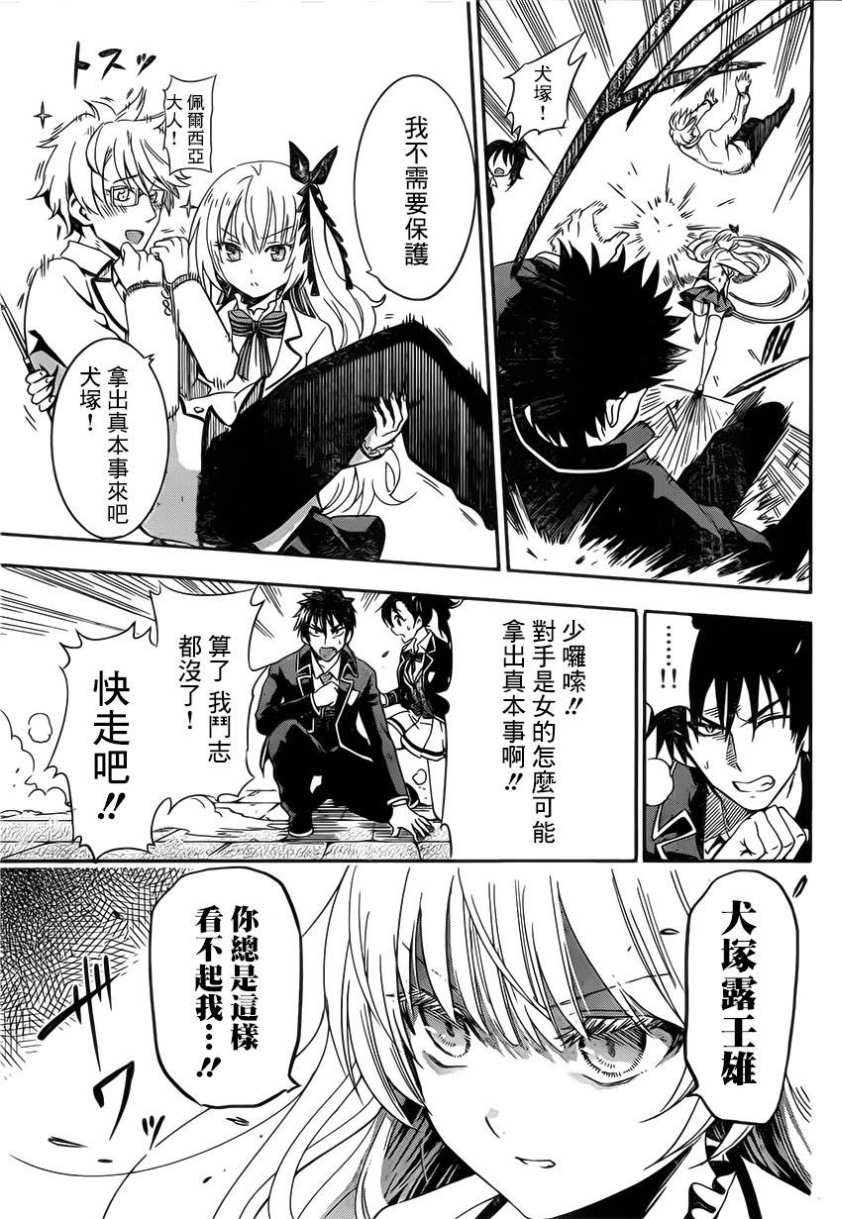 犬塚！
我不需要保護
佩爾西亞
大人！
トスッ
拿出真本事來吧
犬塚！
……!!
少囉嗦!!
對手是女的怎麼可能
拿出真本事啊!!
算了 我鬥志
都沒了！
快走吧!!
犬塚露王雄
你總是這樣
看不起我…!!
ザワ